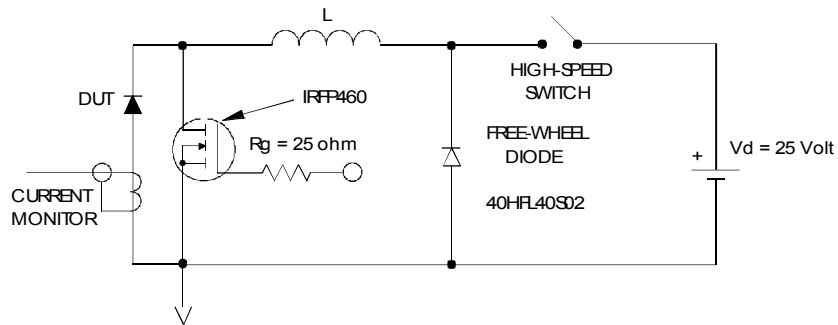 L
HIGH-SPEED
SWITCH
DUT
IRFP460
Rg = 25 ohm
FREE-WHEEL
DIODE
+
Vd = 25 Volt
CURRENT
MONITOR
40HFL40S02